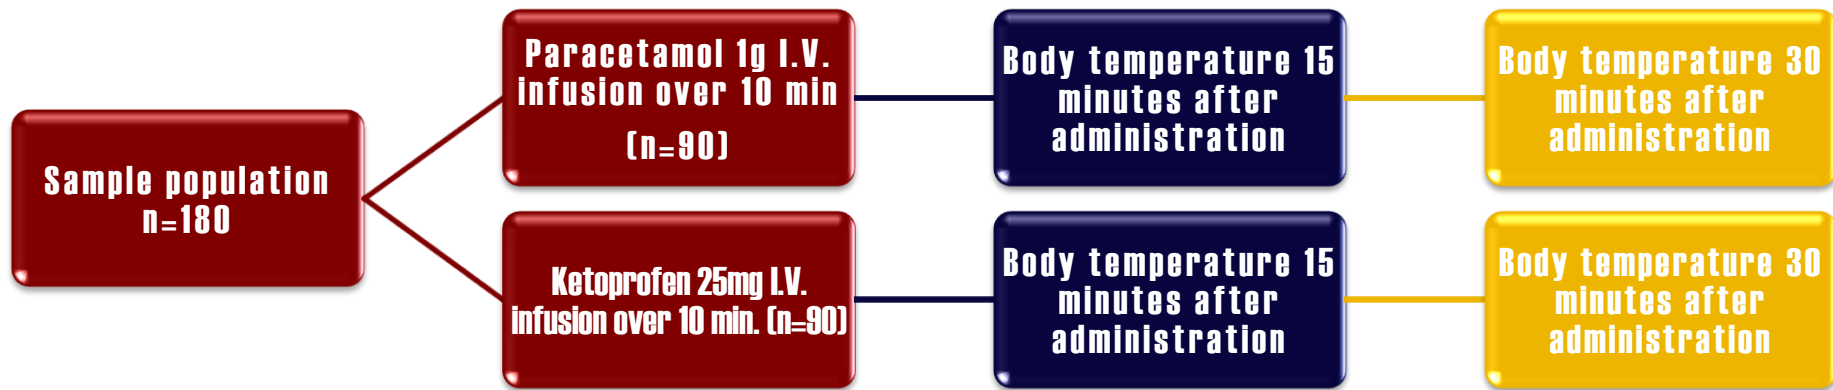 Sample population
n=180
Paracetamol 1g I.V.
infusion over 10 min
(n=90)
Body temperature 15
minutes after
administration
Body temperature 30
minutes after
administration
Ketoprofen 25mg I.V.
infusion over 10 min. (n=90)
Body temperature 15
minutes after
administration
Body temperature 30
minutes after
administration